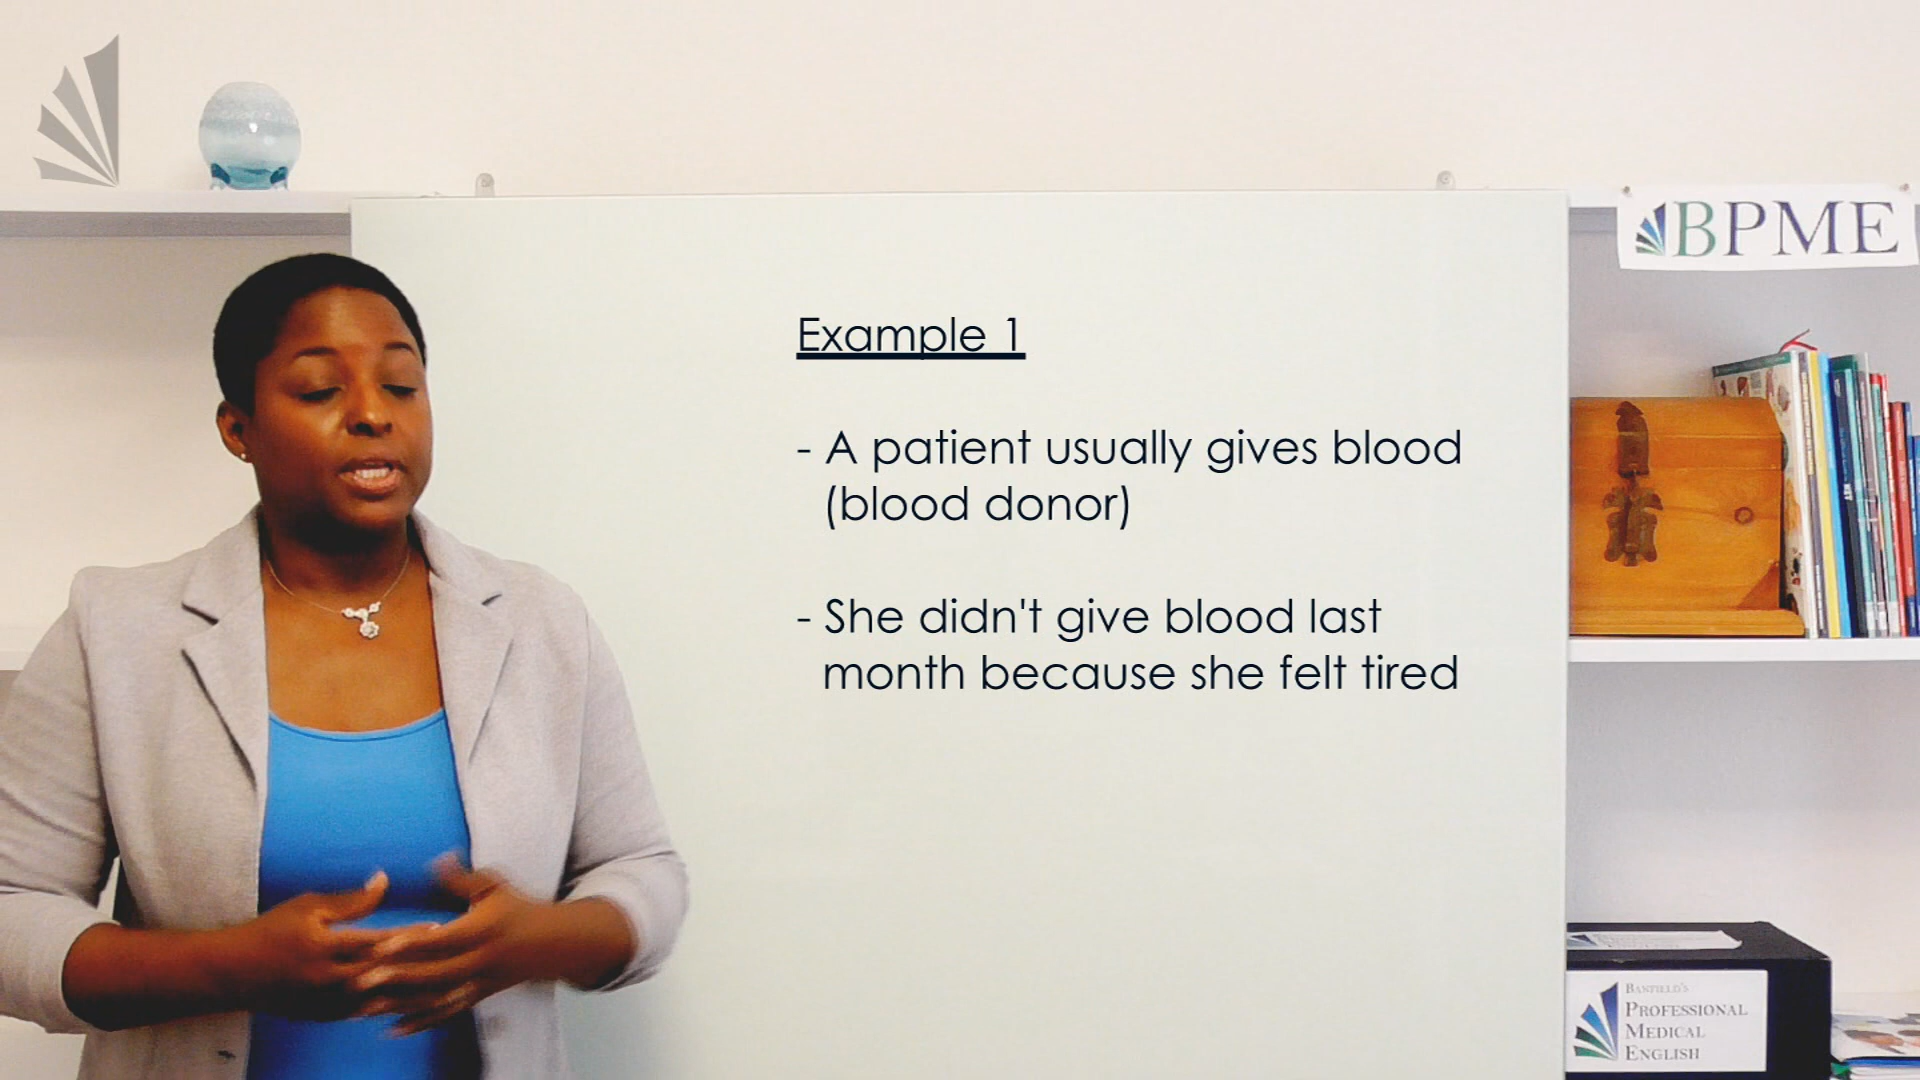 BPME
Example 1
- A patient usually gives blood
(blood donor)
- She didn't give blood last
month because she felt tired
BANFIELD'S
PROFESSIONAL
MEDICAL
ENGLISH